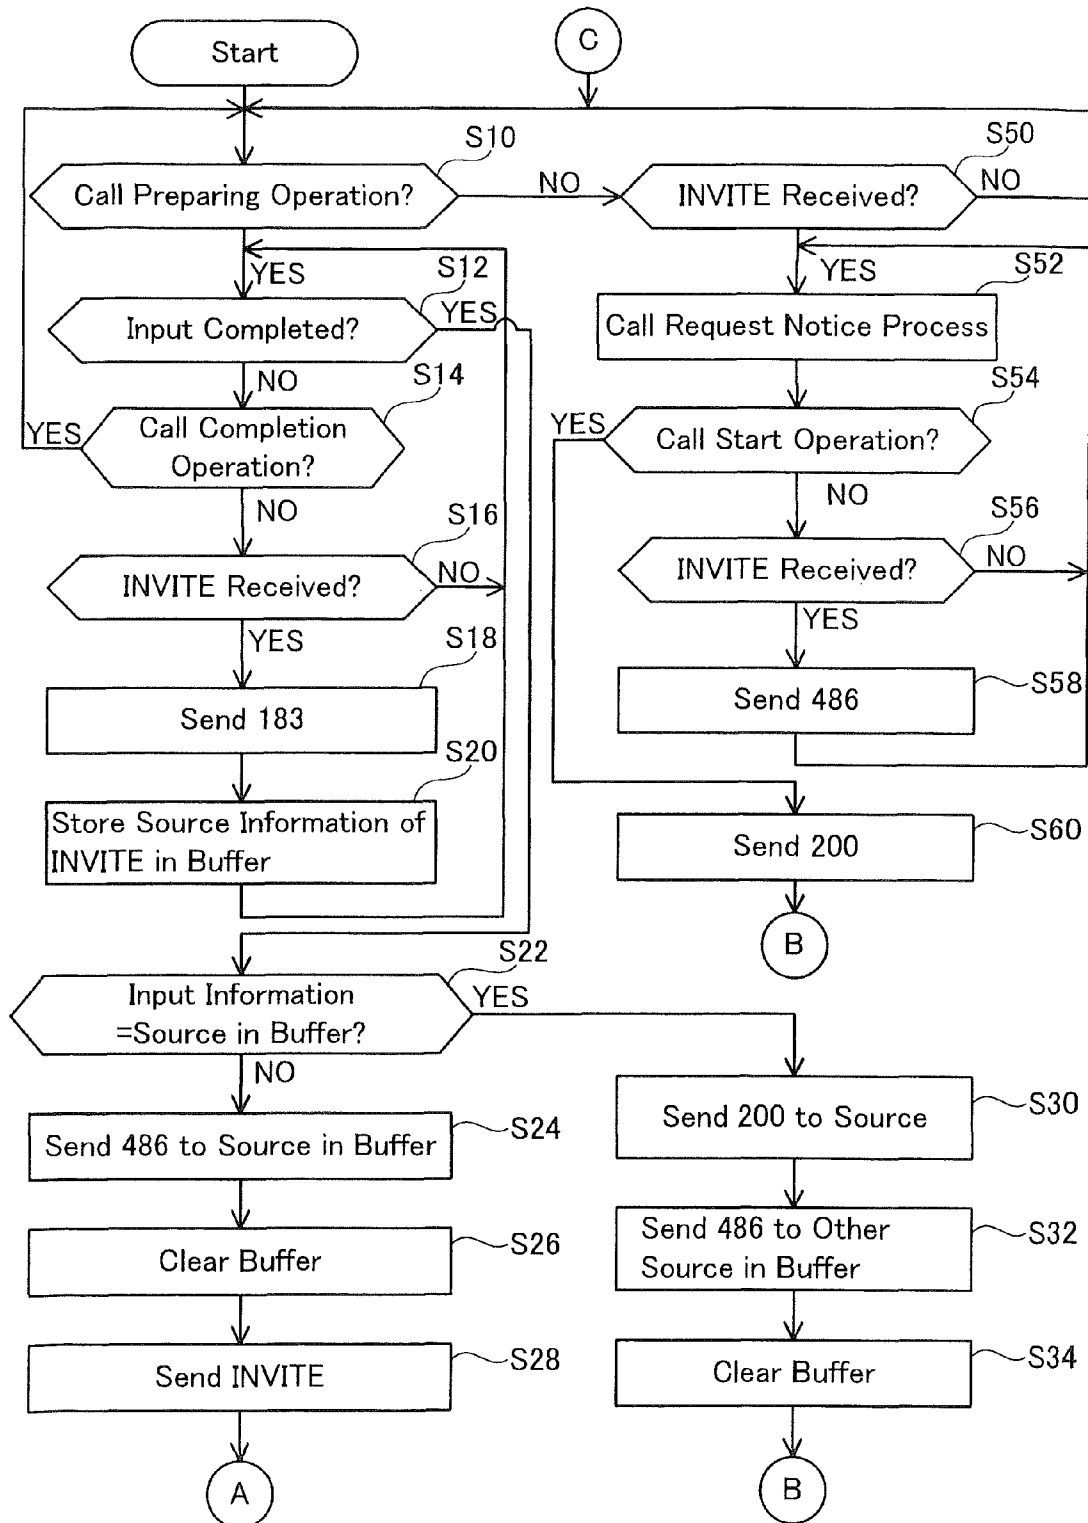 Start
C
S10
Call Preparing Operation?
NO
S50
INVITE Received?
NO
YES
S12
Input Completed?
YES
NO
S14
Call Completion
Operation?
YES
NO
S16
INVITE Received?
NO
YES
S18
Send 183
S20
Store Source Information of
INVITE in Buffer
YES
S52
Call Request Notice Process
S54
Call Start Operation?
YES
NO
S56
INVITE Received?
NO
YES
Send 486
S58
Send 200
S60
B
S22
Input Information
=Source in Buffer?
YES
NO
Send 486 to Source in Buffer
S24
Clear Buffer
S26
Send INVITE
S28
A
Send 200 to Source
S30
Send 486 to Other
Source in Buffer
S32
Clear Buffer
S34
B